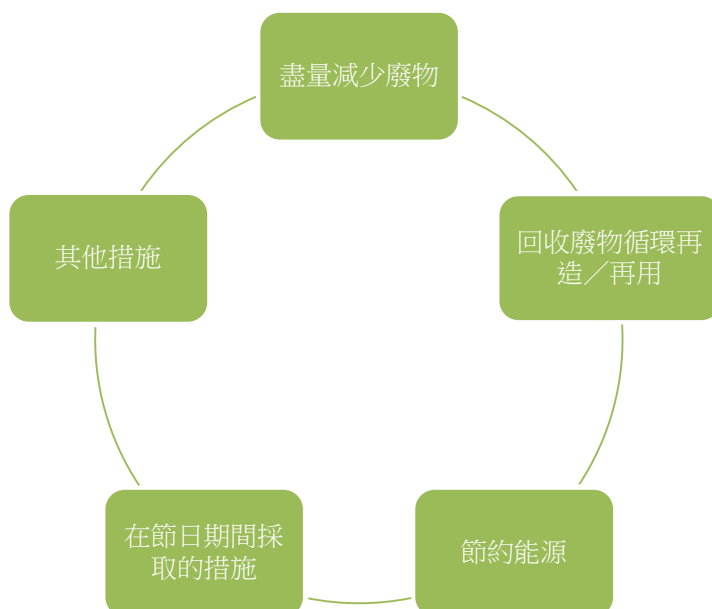 盡量減少廢物
回收廢物循環再
造／再用
節約能源
在節日期間採
取的措施
其他措施